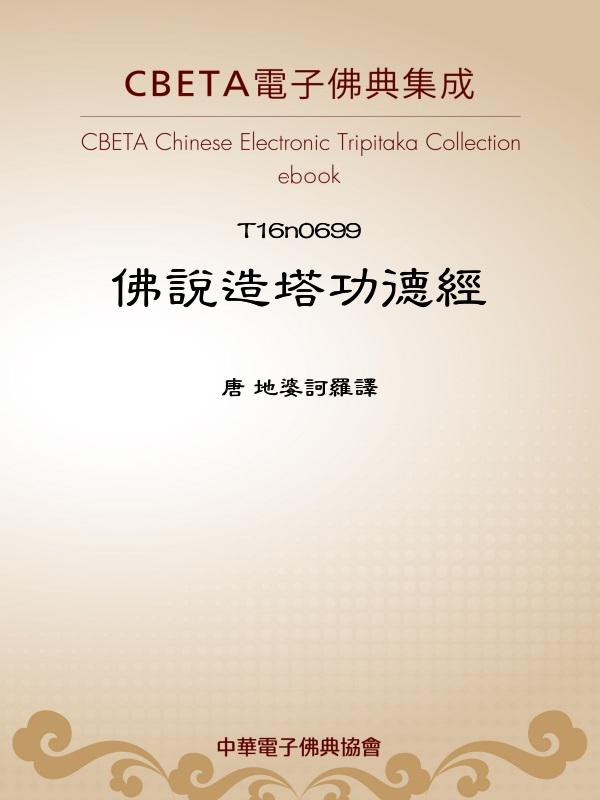 CBETA電子佛典集成
CBETA Chinese Electronic Tripitaka Collection
ebook
T16n0699
佛說造塔功德經
唐 地婆訶羅譯
中華電子佛典協會